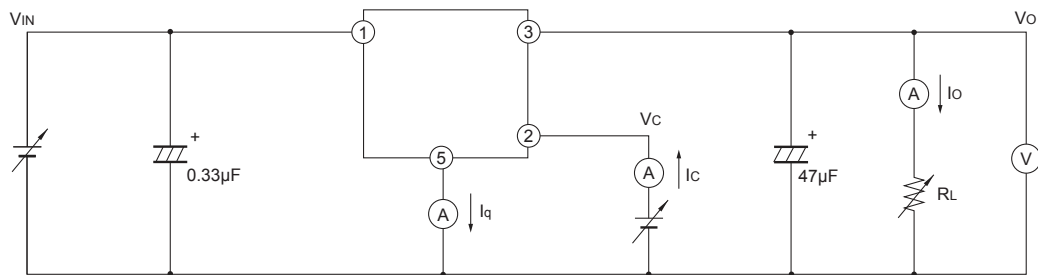 VIN
VO
1
3
A
IO
+
0.33μF
2
VC
5
A
IC
+
47μF
V
A
Iq
RL